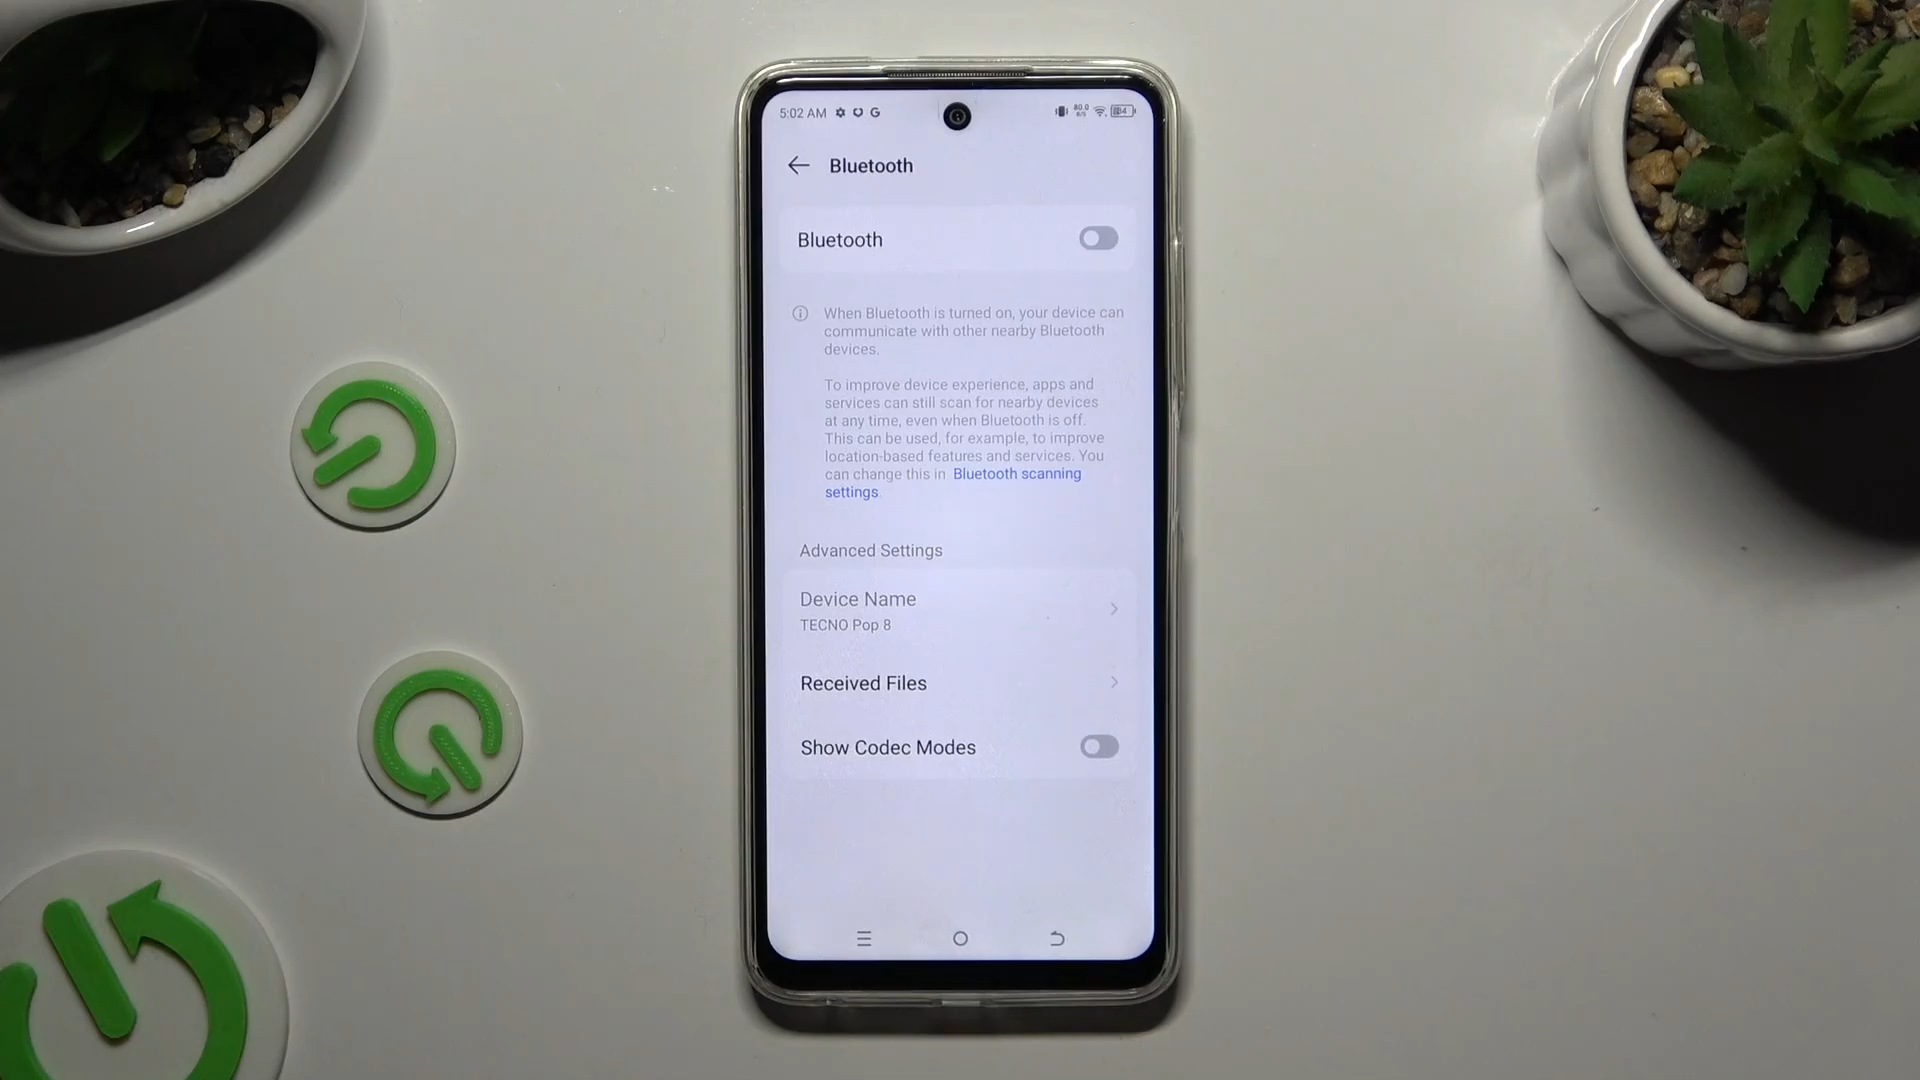 5:02 AM
Bluetooth
Bluetooth
When Bluetooth is turned on, your device can
communicate with other nearby Bluetooth
devices.
To improve device experience, apps and
services can still scan for nearby devices
at any time, even when Bluetooth is off.
This can be used, for example, to improve
location-based features and services. You
can change this in Bluetooth scanning
settings.
Advanced Settings
Device Name
TECNO Pop 8
Received Files
Show Codec Modes